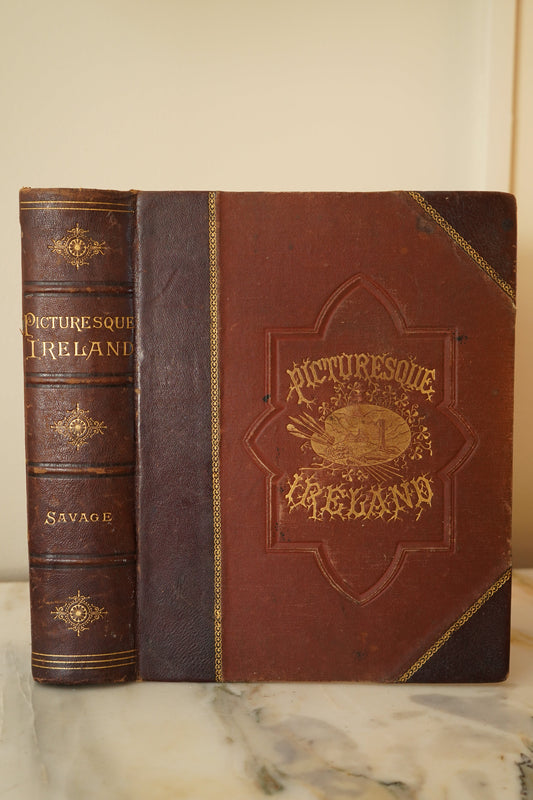 PICTURESQUE
IRELAND
SAVAGE
PICTURESQUE
IRELAND